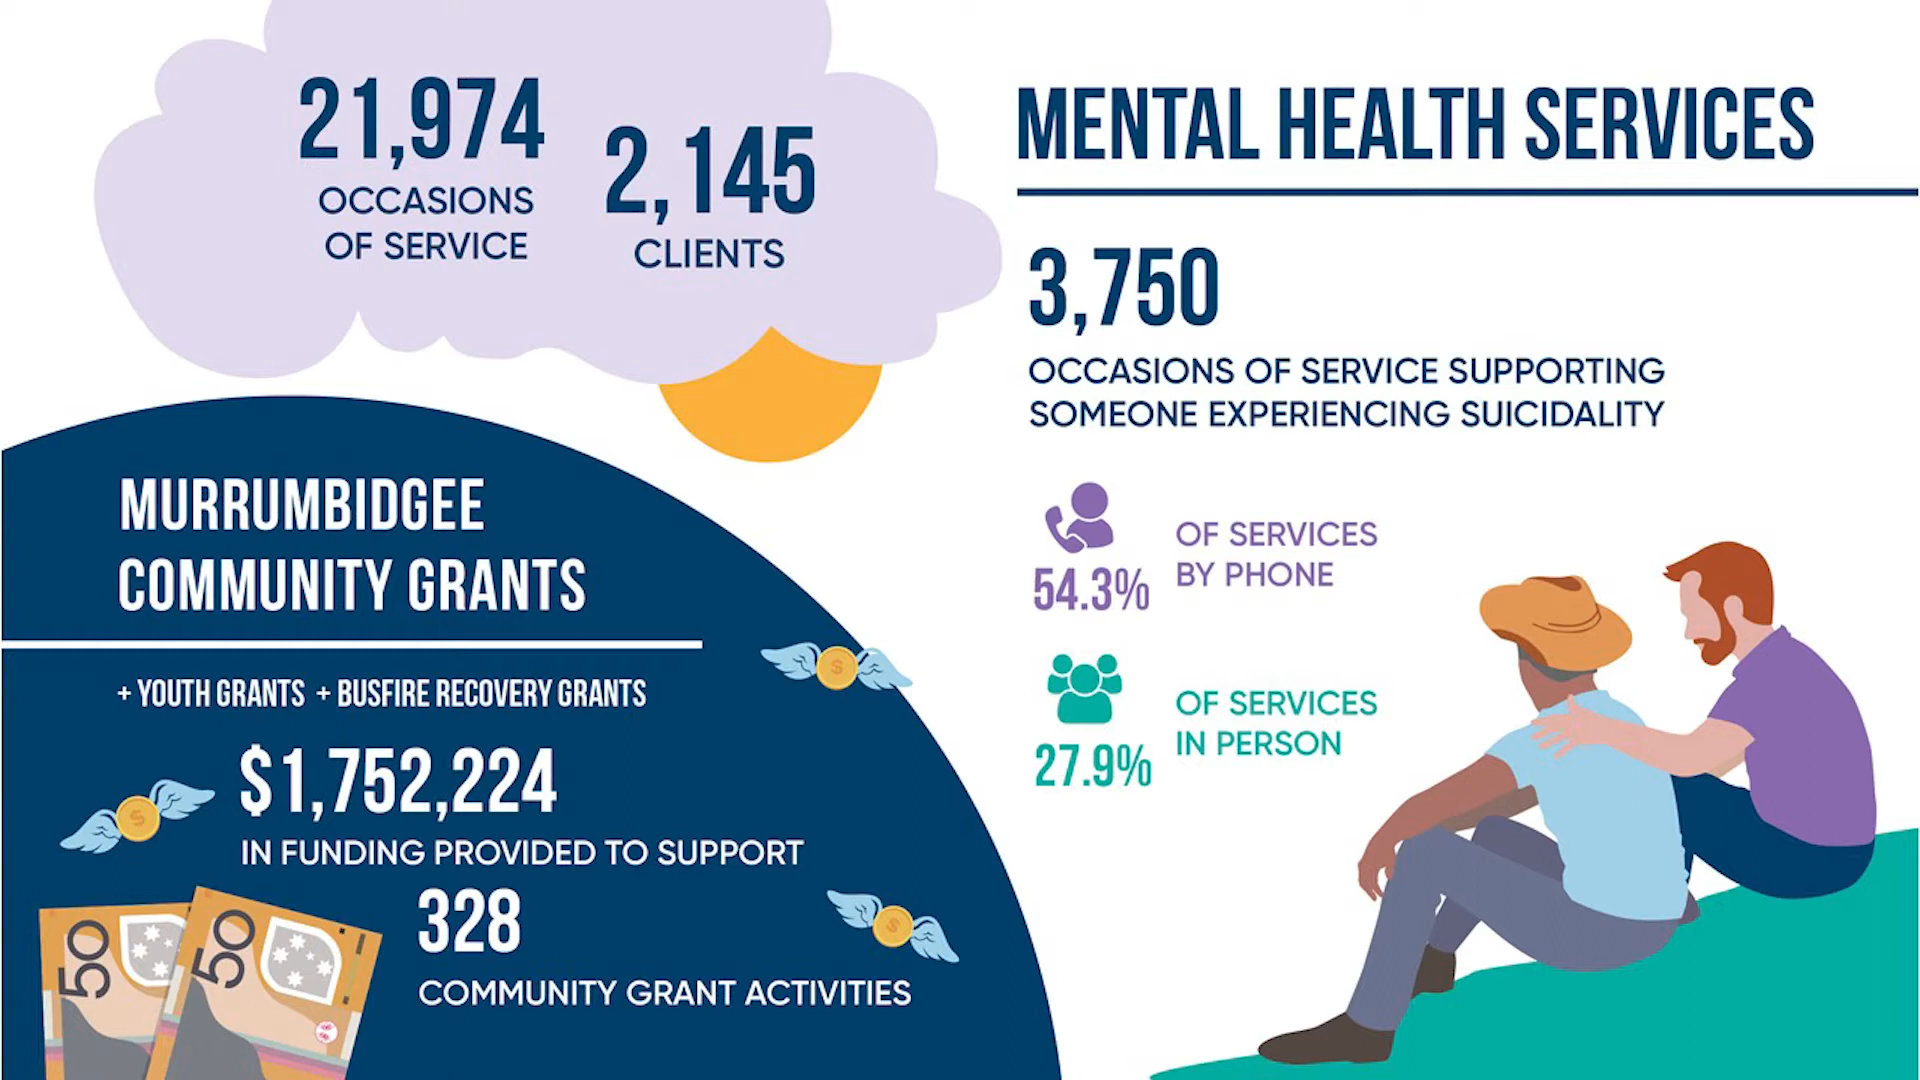 21,974
OCCASIONS
OF SERVICE
2,145
CLIENTS
MENTAL HEALTH SERVICES
3,750
OCCASIONS OF SERVICE SUPPORTING
SOMEONE EXPERIENCING SUICIDALITY
54.3%
OF SERVICES
BY PHONE
27.9%
OF SERVICES
IN PERSON
MURRUMBIDGEE
COMMUNITY GRANTS
+ YOUTH GRANTS + BUSFIRE RECOVERY GRANTS
$1,752,224
IN FUNDING PROVIDED TO SUPPORT
328
COMMUNITY GRANT ACTIVITIES
$
$
$
50
50